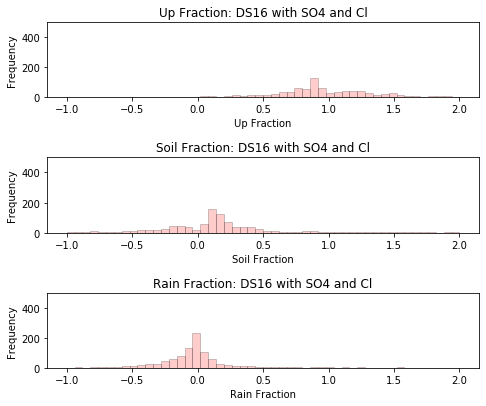 Up Fraction: DS16 with SO4 and Cl
Frequency
400
200
0
-1.0 -0.5 0.0 0.5 1.0 1.5 2.0
Up Fraction
Soil Fraction: DS16 with SO4 and Cl
Frequency
400
200
0
−1.0 −0.5 0.0 0.5 1.0 1.5 2.0
Soil Fraction
Rain Fraction: DS16 with SO4 and Cl
Frequency
400
200
0
−1.0 −0.5 0.0 0.5 1.0 1.5 2.0
Rain Fraction